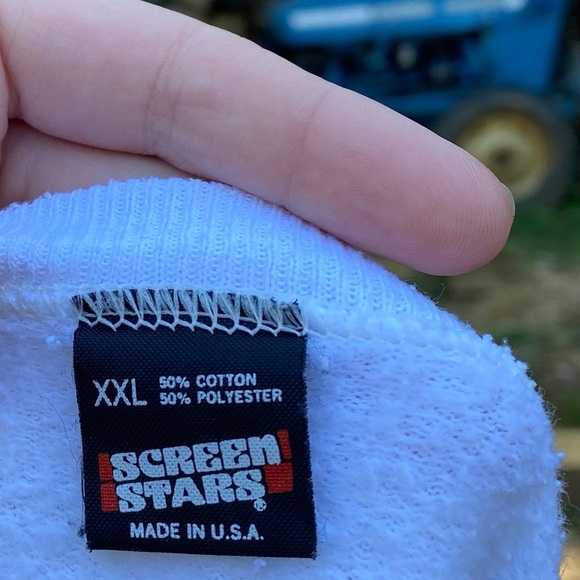 XXL 50% COTTON
50% POLYESTER
SCREEN
STARS®
MADE IN U.S.A.